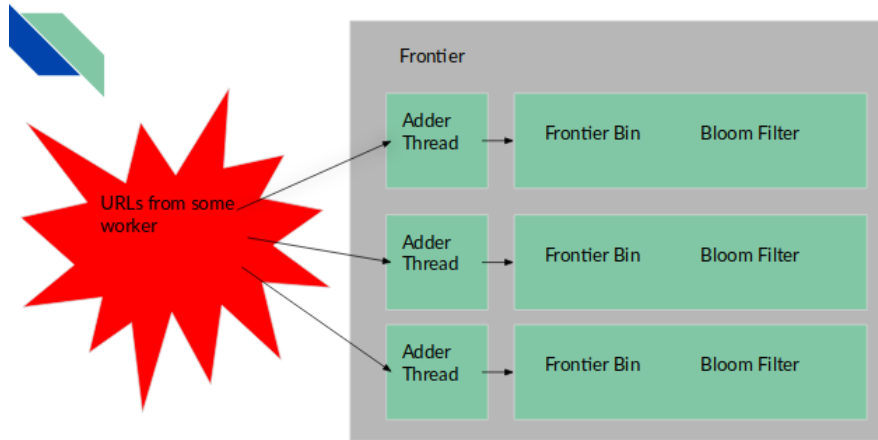 Frontier
URLs from some
worker
Adder
Thread
Frontier Bin
Bloom Filter
Adder
Thread
Frontier Bin
Bloom Filter
Adder
Thread
Frontier Bin
Bloom Filter